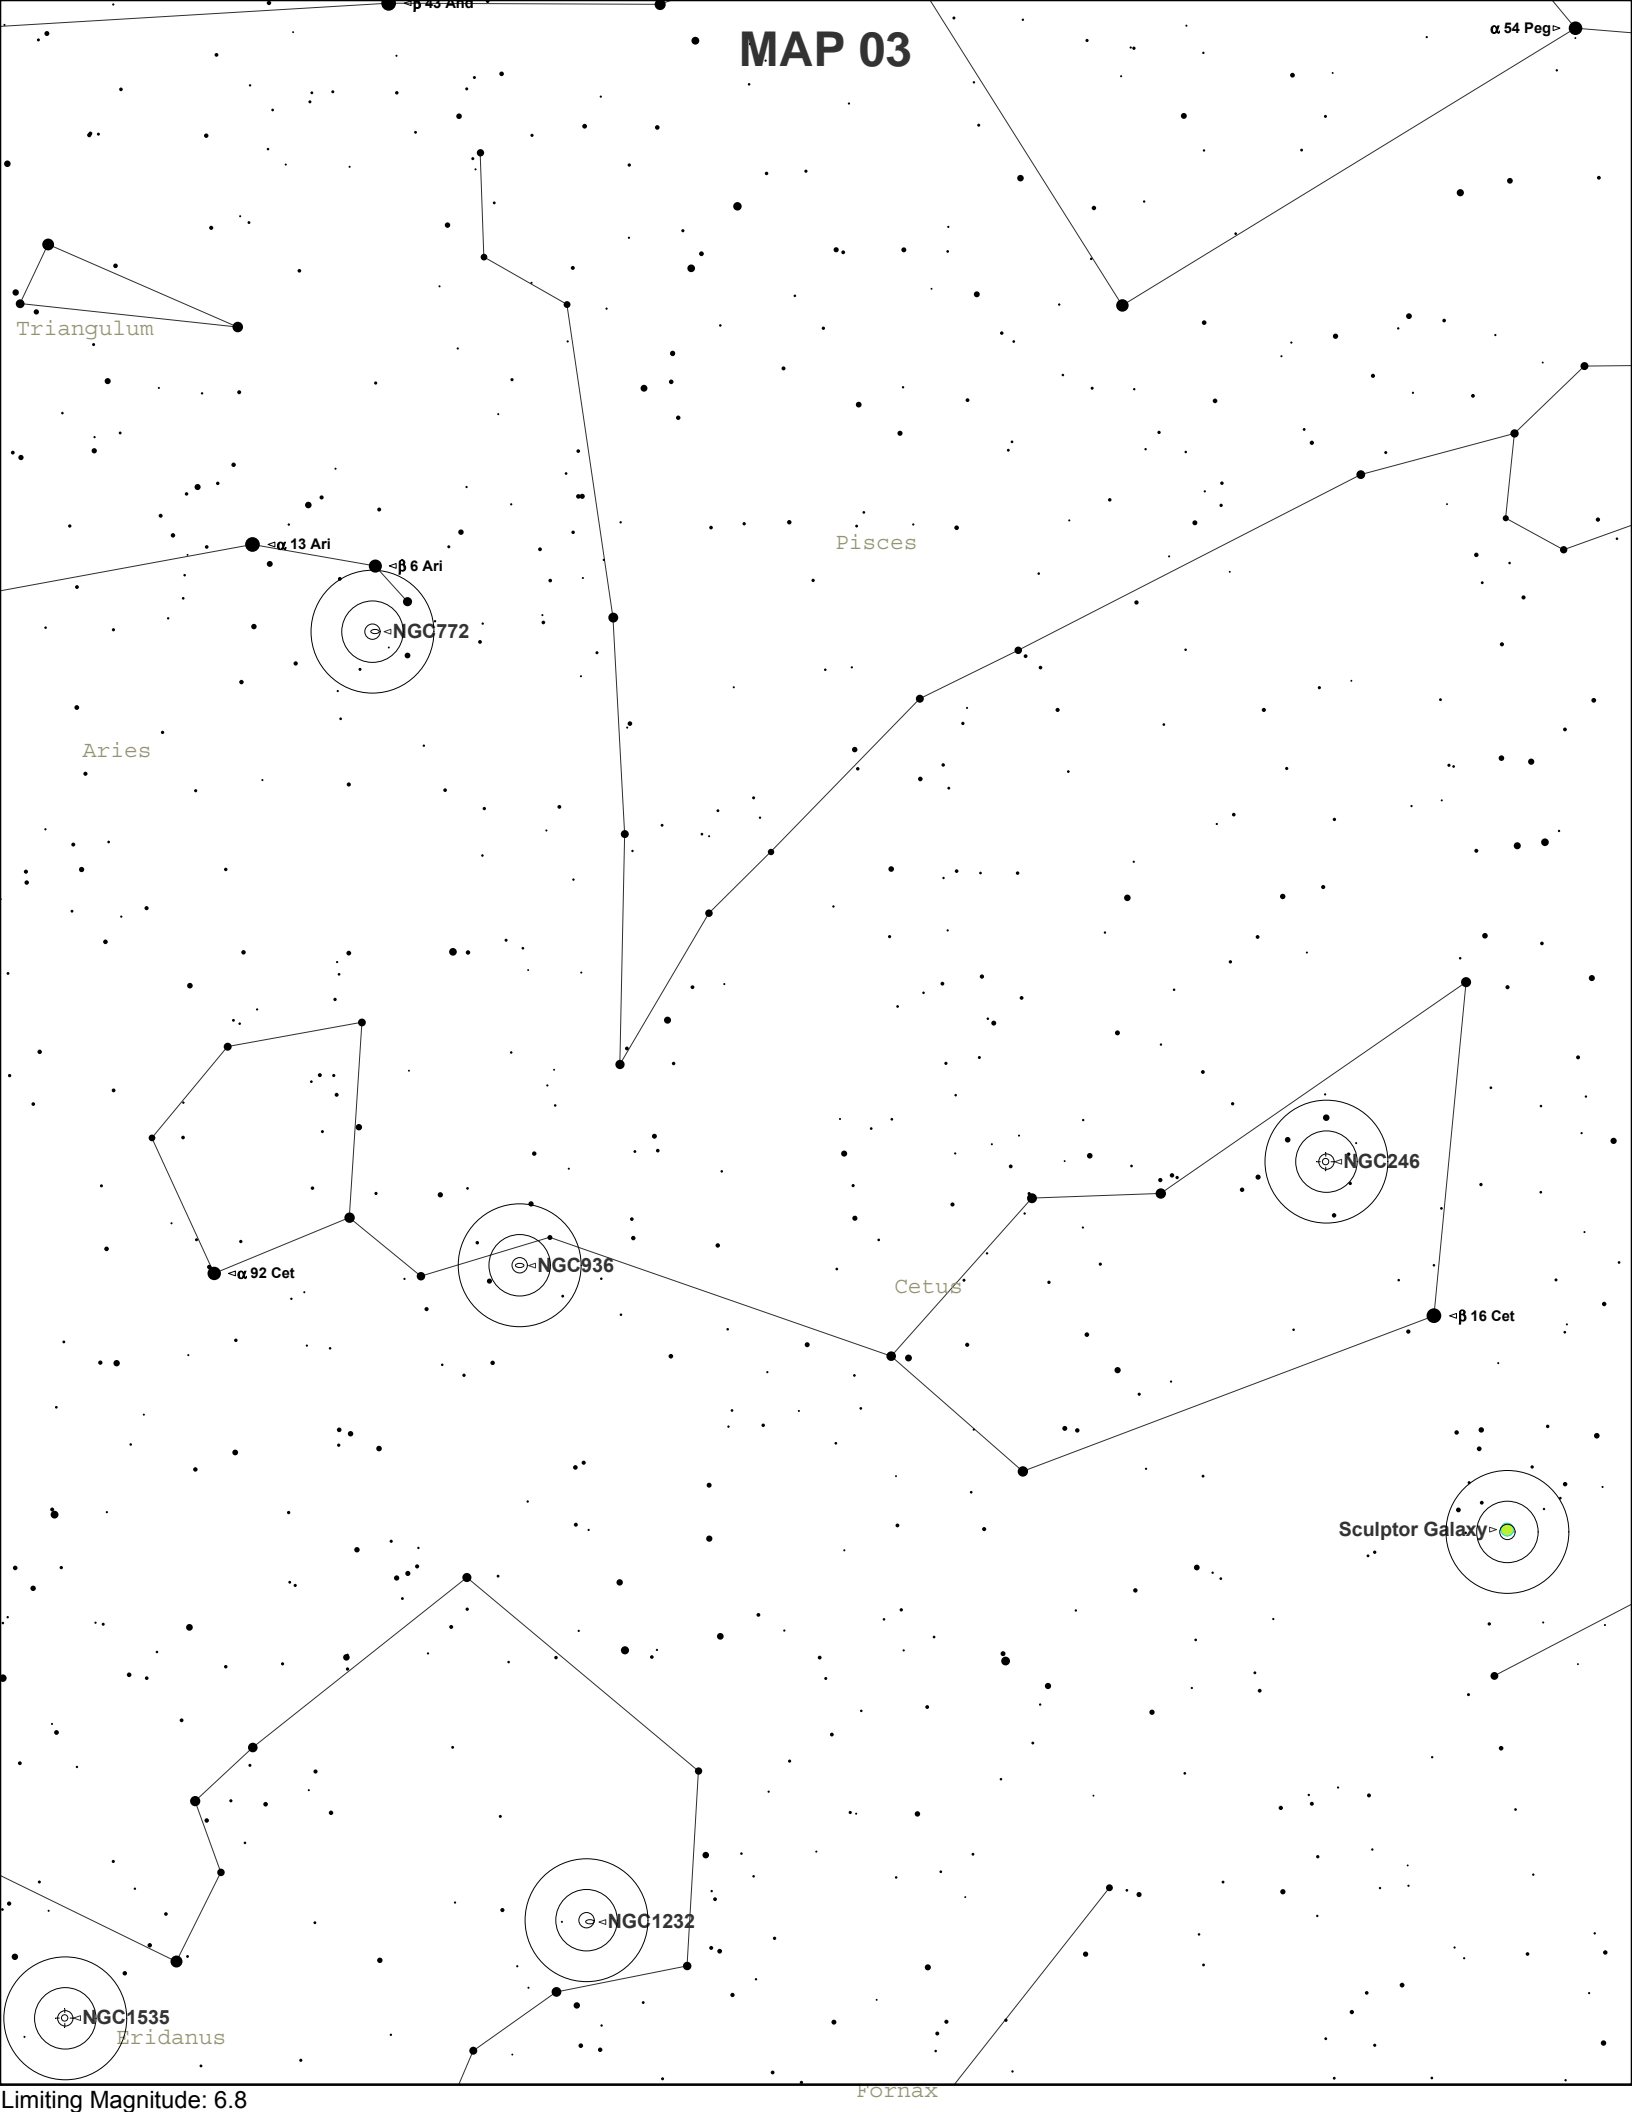 ◅β 43 And
α 54 Peg▻
MAP 03
Triangulum
◅α 13 Ari
Pisces
◅β 6 Ari
◅NGC772
Aries
◅NGC246
◅NGC936
◅α 92 Cet
Cetus
◅β 16 Cet
Sculptor Galaxy▻
◅NGC1232
◅NGC1535
Eridanus
Fornax
Limiting Magnitude: 6.8